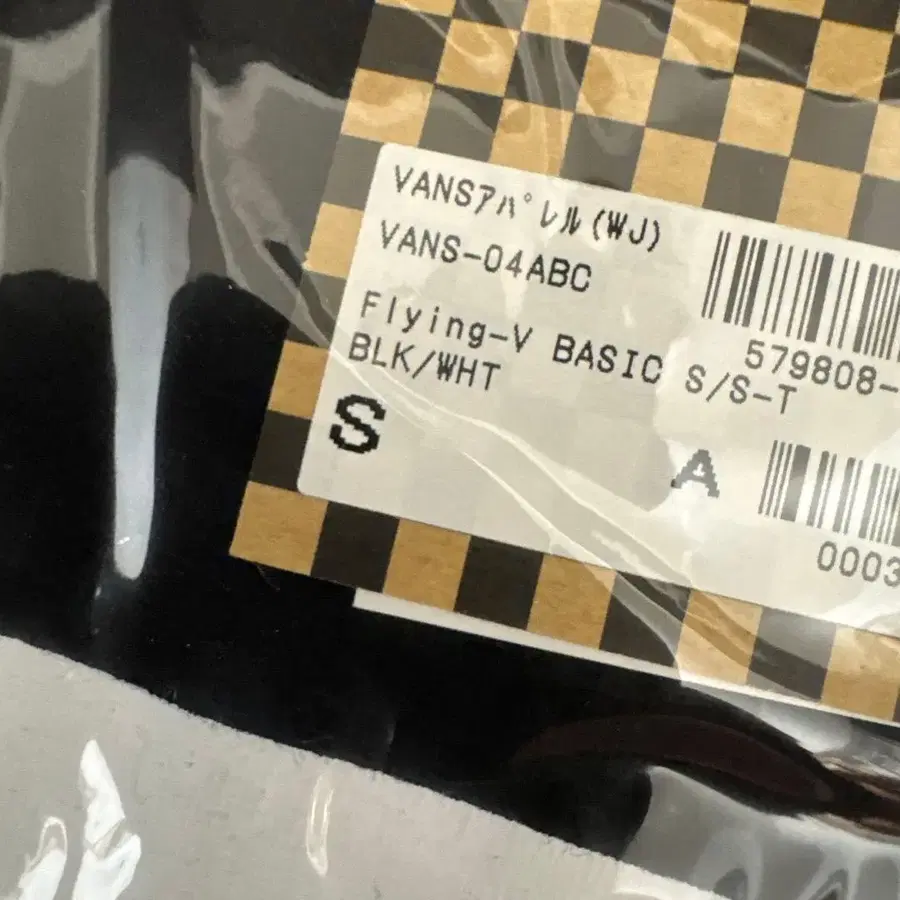 VANSアパレル(WJ)
VANS-04ABC
Flying-V BASIC S/S-T
BLK/WHT
579808-
S
A
0003